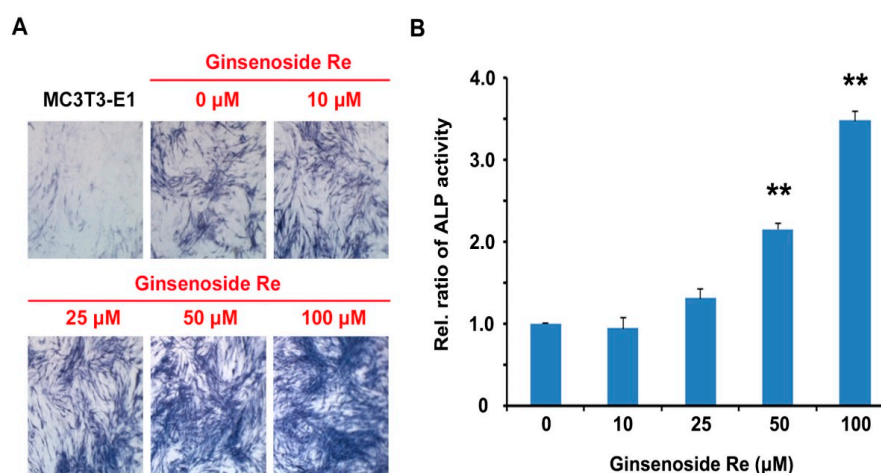 A
Ginsenoside Re
MC3T3-E1 0 µM 10 µM
Ginsenoside Re
25 µM 50 µM 100 µM
B
Rel. ratio of ALP activity
4.0
3.0
2.0
1.0
0
**
**
0 10 25 50 100
Ginsenoside Re (µM)